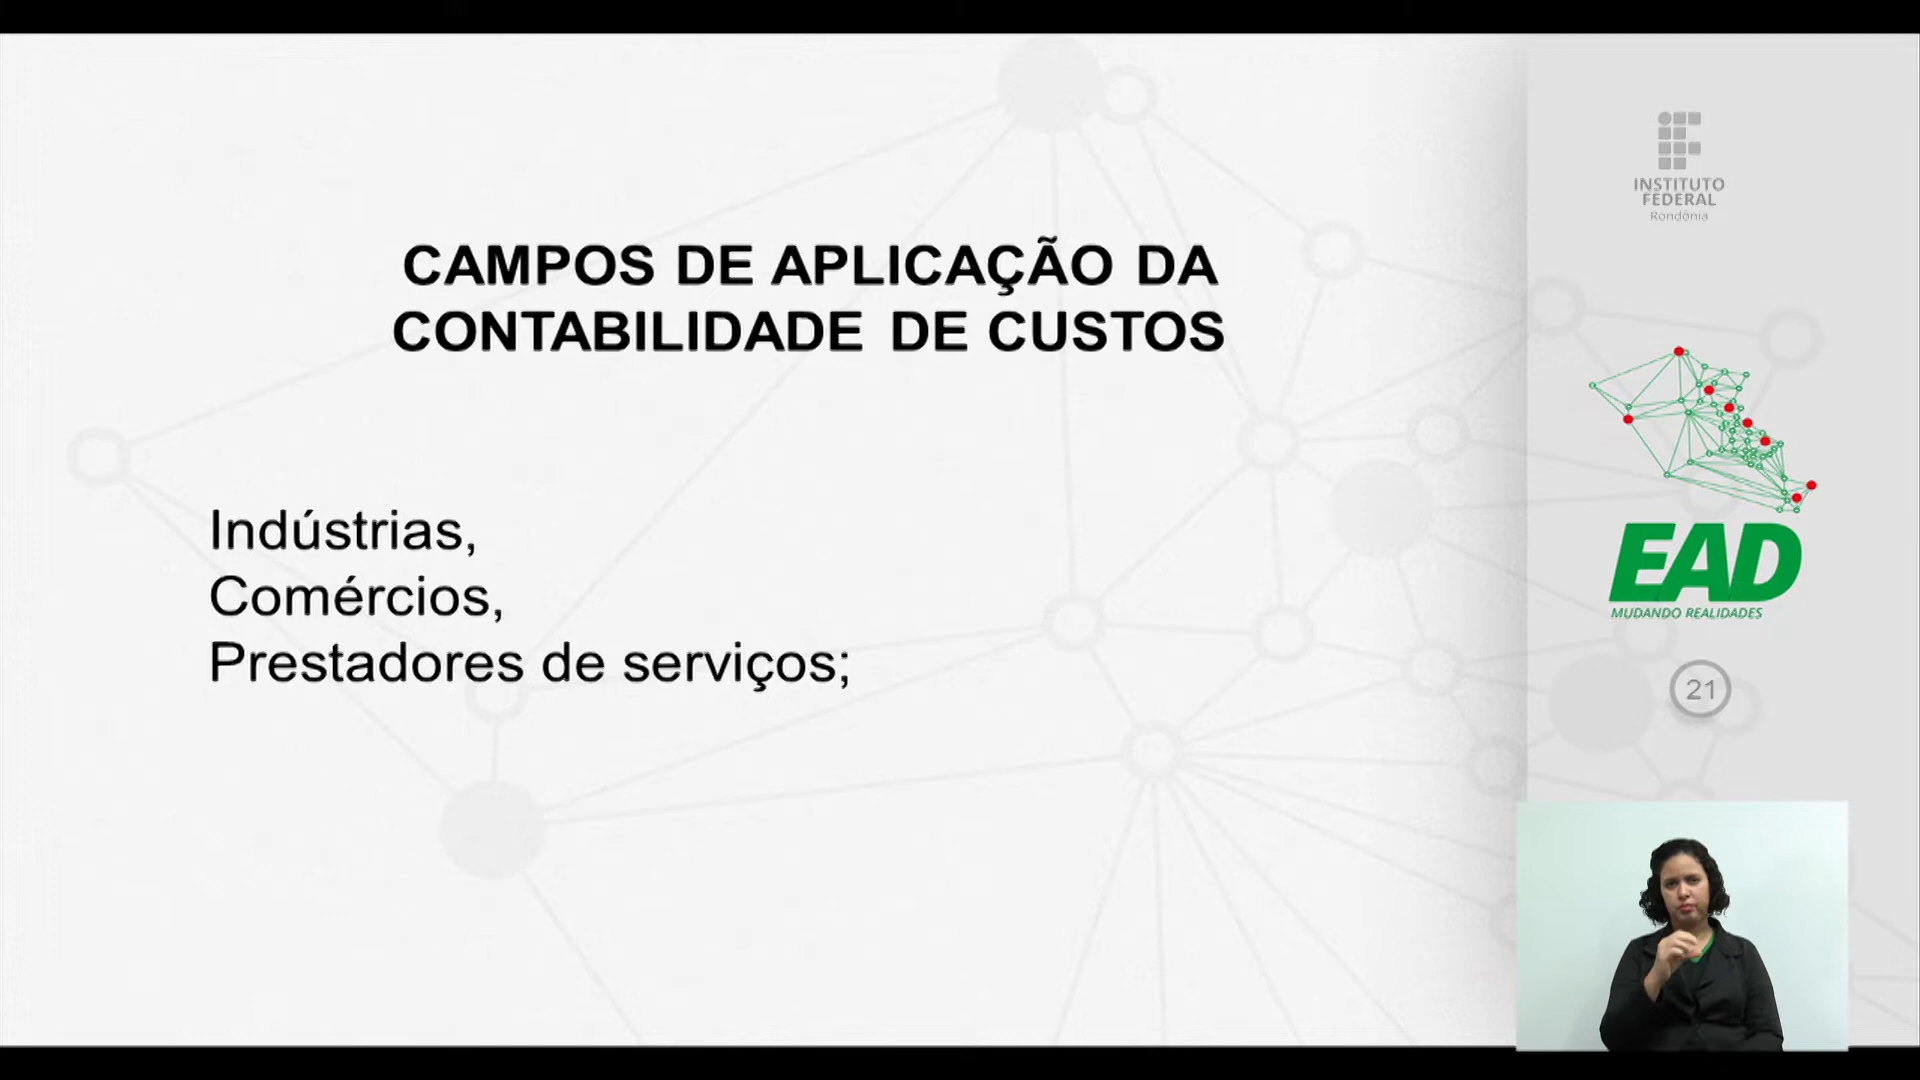 CAMPOS DE APLICAÇÃO DA
CONTABILIDADE DE CUSTOS
Indústrias,
Comércios,
Prestadores de serviços;
INSTITUTO
FEDERAL
Rondônia
EAD
MUDANDO REALIDADES
21